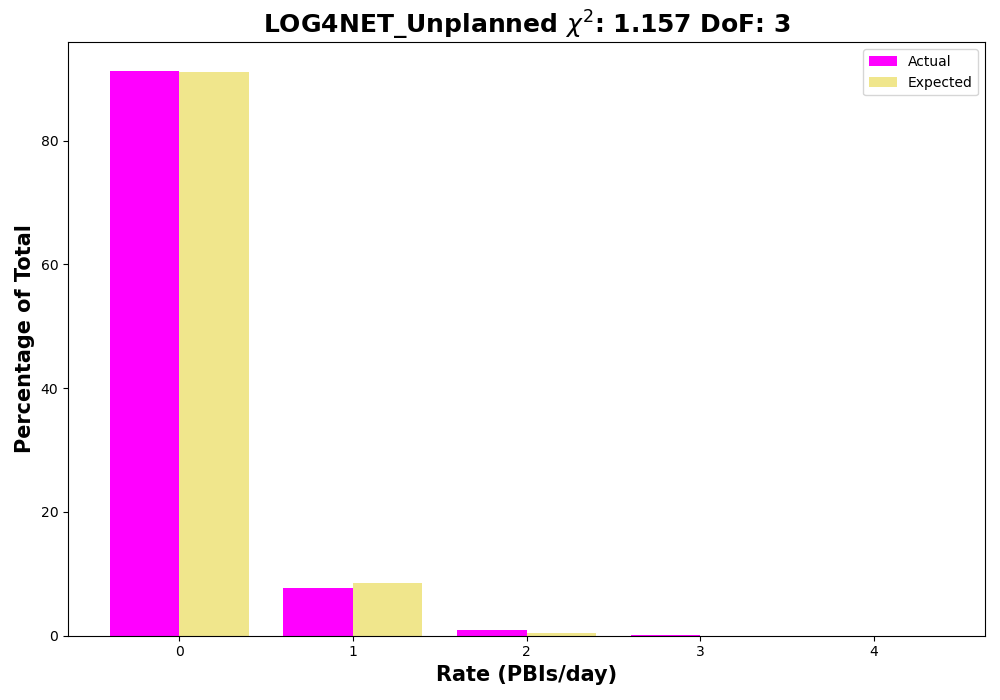 LOG4NET_Unplanned χ²: 1.157 DoF: 3
Actual
Expected
Percentage of Total
80
60
40
20
0
0 1 2 3 4
Rate (PBIs/day)